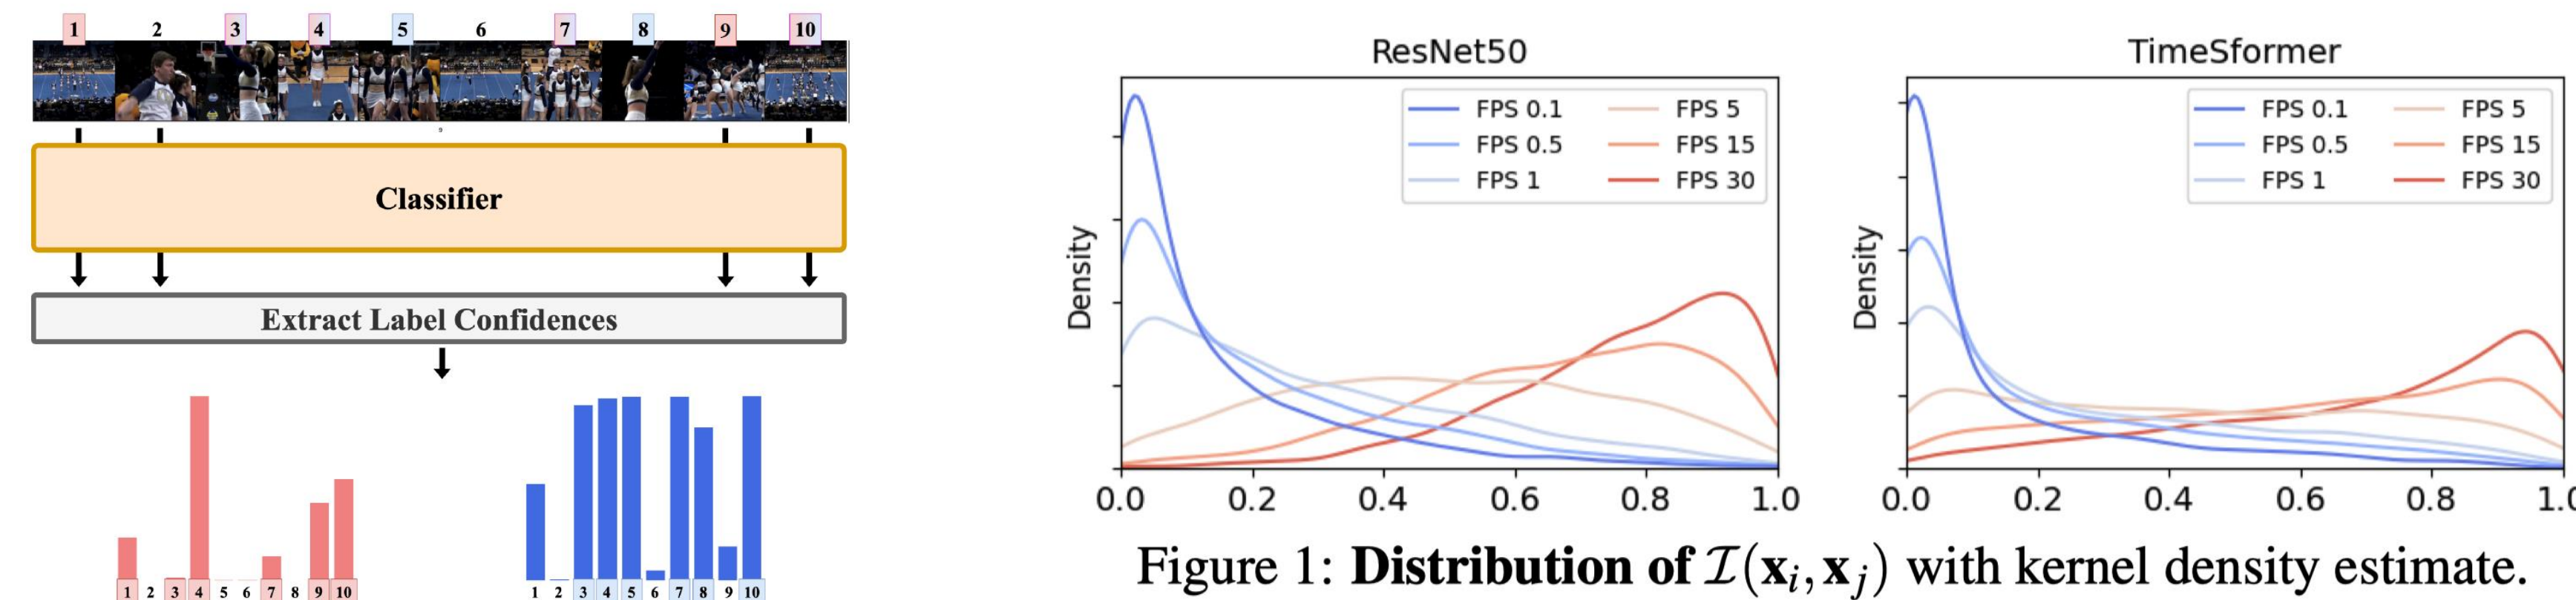 1 2 3 4 5 6 7 8 9 10
9
Classifier
Extract Label Confidences
1 2 3 4 5 6 7 8 9 10
1 2 3 4 5 6 7 8 9 10
ResNet50
Density
FPS 0.1 FPS 5
FPS 0.5 FPS 15
FPS 1 FPS 30
0.0 0.2 0.4 0.6 0.8 1.0
TimeSformer
Density
FPS 0.1 FPS 5
FPS 0.5 FPS 15
FPS 1 FPS 30
0.0 0.2 0.4 0.6 0.8 1.0
Figure 1: Distribution of 𝓘(𝐱ᵢ, 𝐱ⱼ) with kernel density estimate.